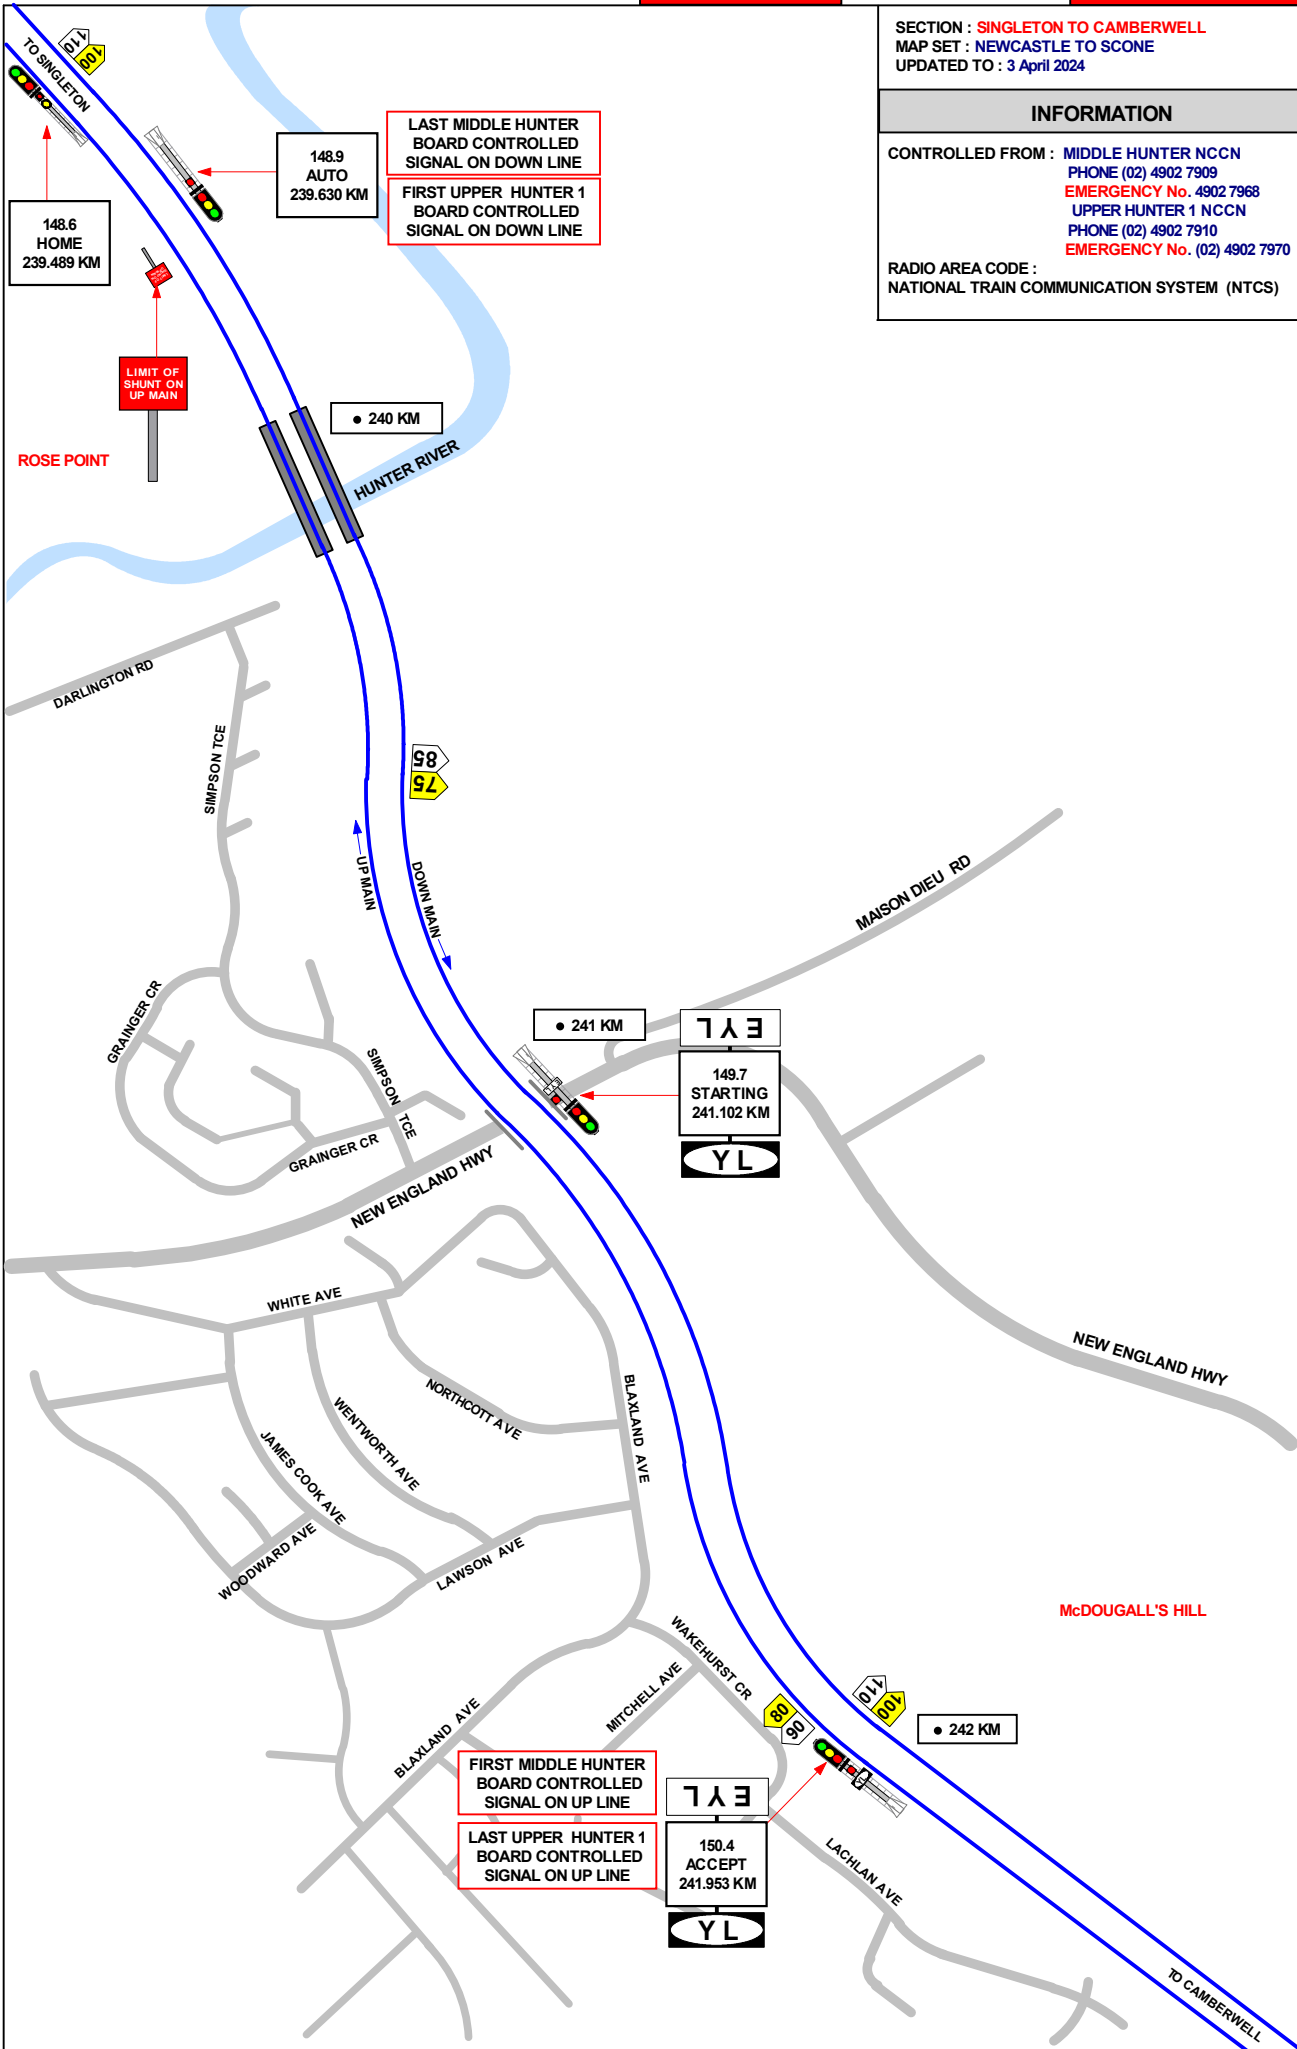 SECTION : SINGLETON TO CAMBERWELL
MAP SET : NEWCASTLE TO SCONE
UPDATED TO : 3 April 2024
INFORMATION
CONTROLLED FROM : MIDDLE HUNTER NCCN
PHONE (02) 4902 7909
EMERGENCY No. 4902 7968
UPPER HUNTER 1 NCCN
PHONE (02) 4902 7910
EMERGENCY No. (02) 4902 7970
RADIO AREA CODE :
NATIONAL TRAIN COMMUNICATION SYSTEM (NTCS)
TO SINGLETON
110
100
148.6
HOME
239.489 KM
148.9
AUTO
239.630 KM
LAST MIDDLE HUNTER
BOARD CONTROLLED
SIGNAL ON DOWN LINE
FIRST UPPER HUNTER 1
BOARD CONTROLLED
SIGNAL ON DOWN LINE
LIMIT OF
SHUNT ON
UP MAIN
ROSE POINT
• 240 KM
HUNTER RIVER
DARLINGTON RD
SIMPSON TCE
85
75
UP MAIN
DOWN MAIN
MAISON DIEU RD
GRAINGER CR
SIMPSON TCE
GRAINGER CR
NEW ENGLAND HWY
• 241 KM
EYL
149.7
STARTING
241.102 KM
YL
WHITE AVE
NORTHCOTT AVE
WENTWORTH AVE
JAMES COOK AVE
WOODWARD AVE
LAWSON AVE
BLAXLAND AVE
NEW ENGLAND HWY
McDOUGALL'S HILL
WAKEHURST CR
MITCHELL AVE
BLAXLAND AVE
80
90
110
100
• 242 KM
FIRST MIDDLE HUNTER
BOARD CONTROLLED
SIGNAL ON UP LINE
LAST UPPER HUNTER 1
BOARD CONTROLLED
SIGNAL ON UP LINE
EYL
150.4
ACCEPT
241.953 KM
YL
LACHLAN AVE
TO CAMBERWELL